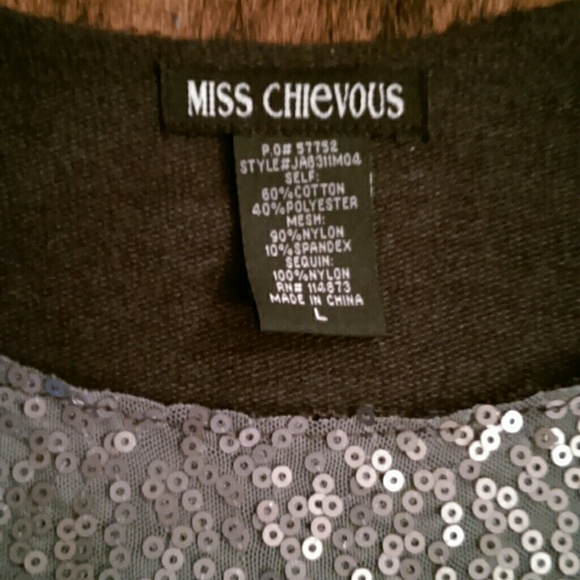 MISS CHIeVOUS
P.O# 57752
STYLE#JA6311M04
SELF:
60%COTTON
40%POLYESTER
MESH:
90%NYLON
10%SPANDEX
SEQUIN:
100%NYLON
RN# 114873
MADE IN CHINA
L